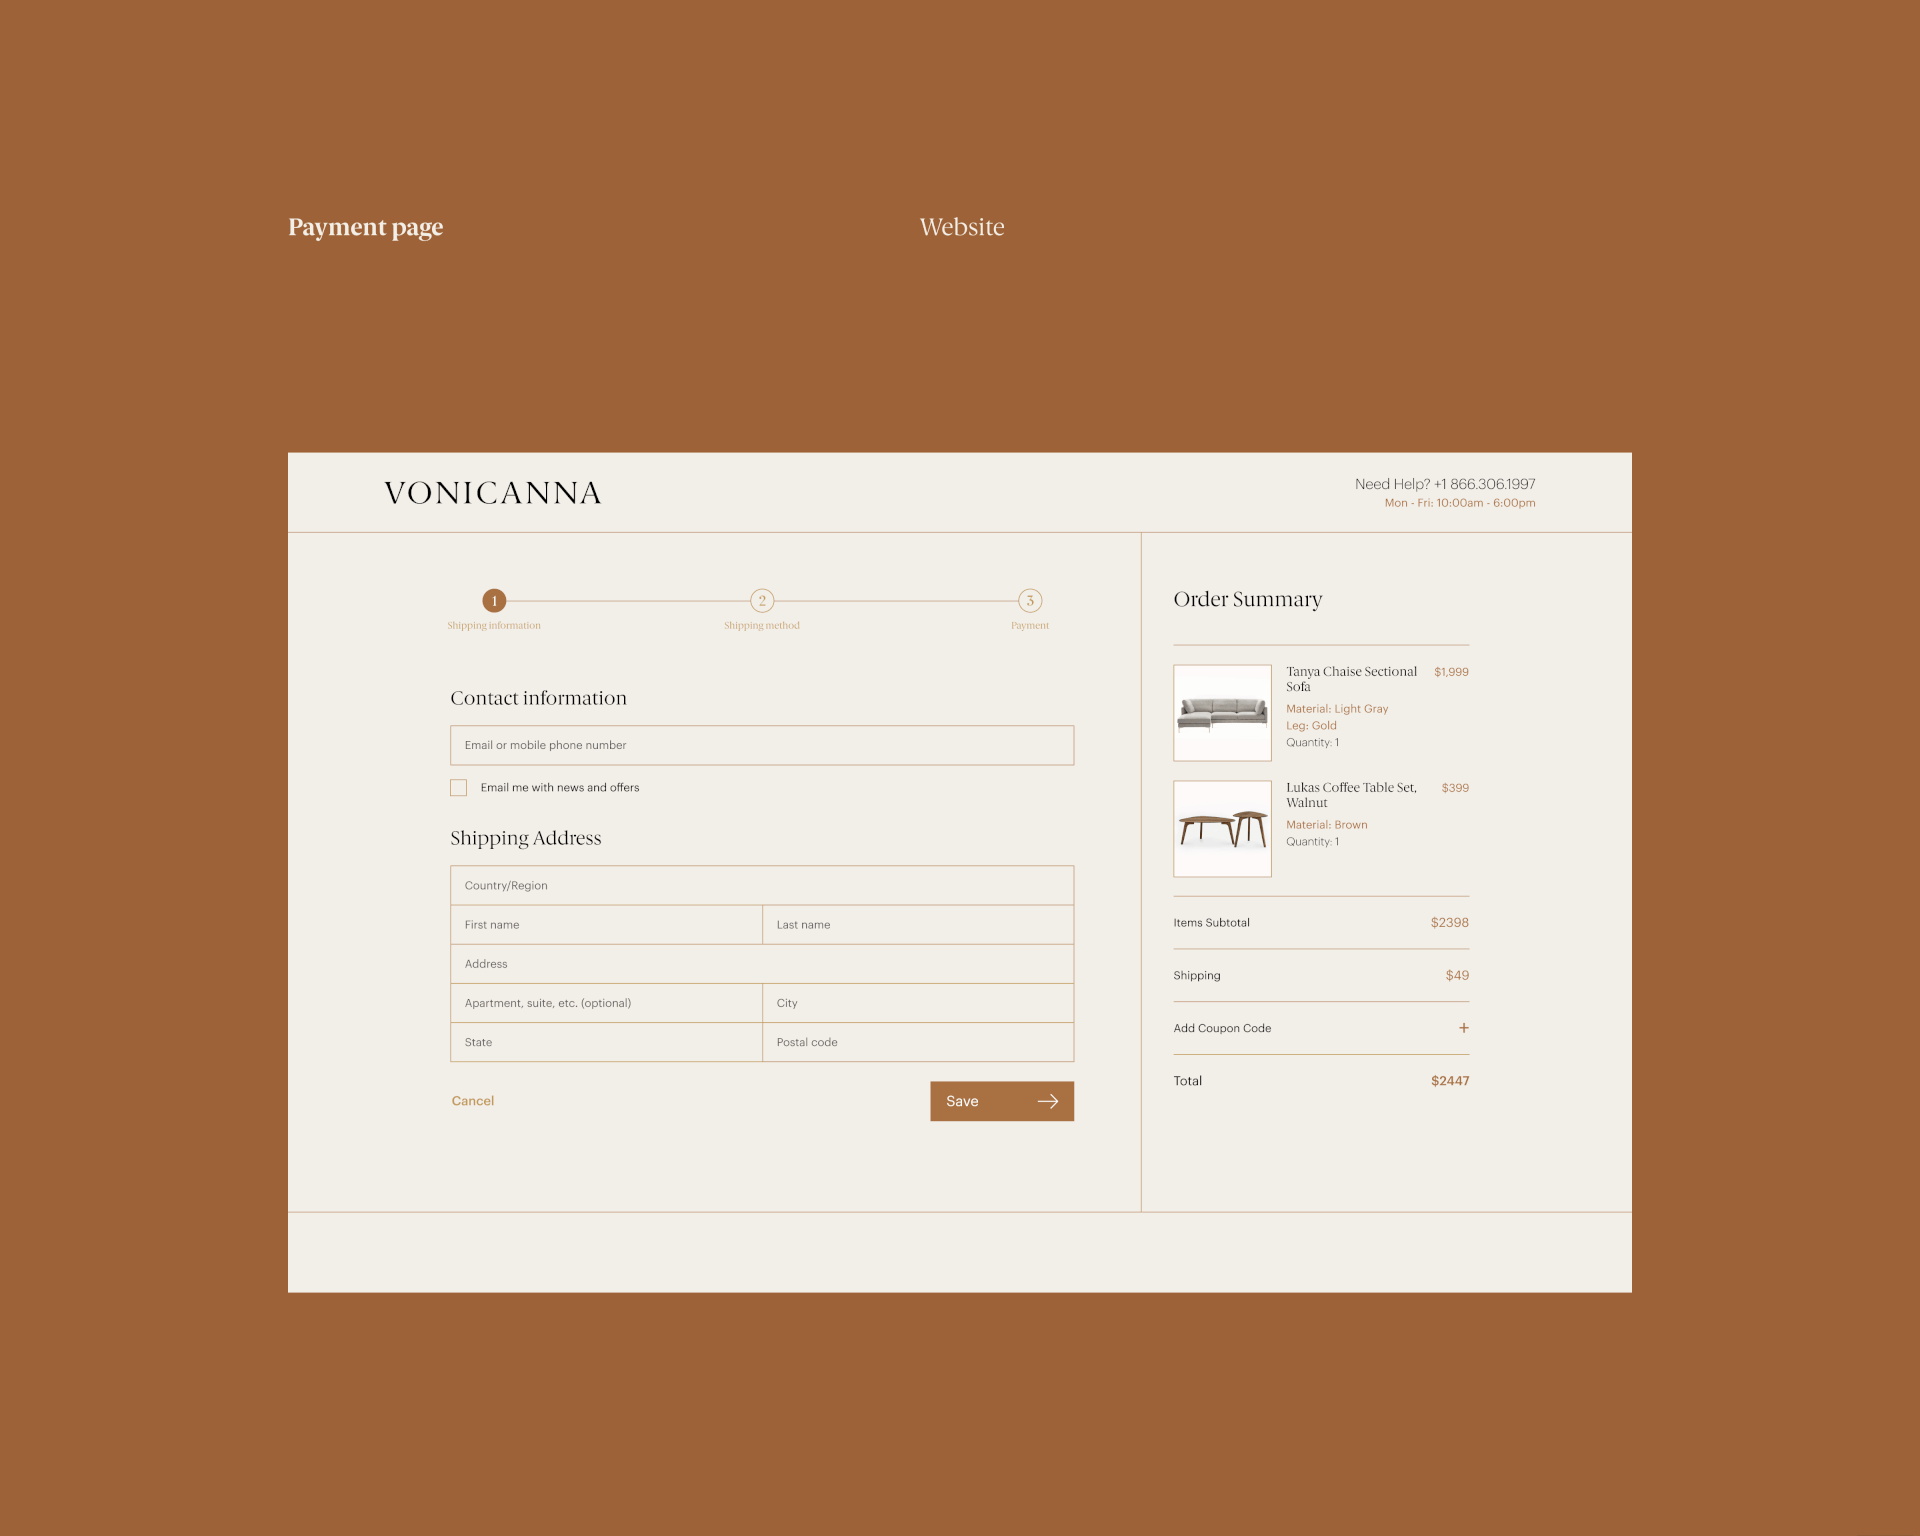 Payment page
Website
VONICANNA
Need Help? +1 866.306.1997
Mon - Fri: 10:00am - 6:00pm
1
2
3
Shipping information
Shipping method
Payment
Contact information
Email or mobile phone number
Email me with news and offers
Shipping Address
Country/Region
First name
Last name
Address
Apartment, suite, etc. (optional)
City
State
Postal code
Cancel
Save
Order Summary
Tanya Chaise Sectional
Sofa
$1,999
Material: Light Gray
Leg: Gold
Quantity: 1
Lukas Coffee Table Set,
Walnut
$399
Material: Brown
Quantity: 1
Items Subtotal
$2398
Shipping
$49
Add Coupon Code
+
Total
$2447